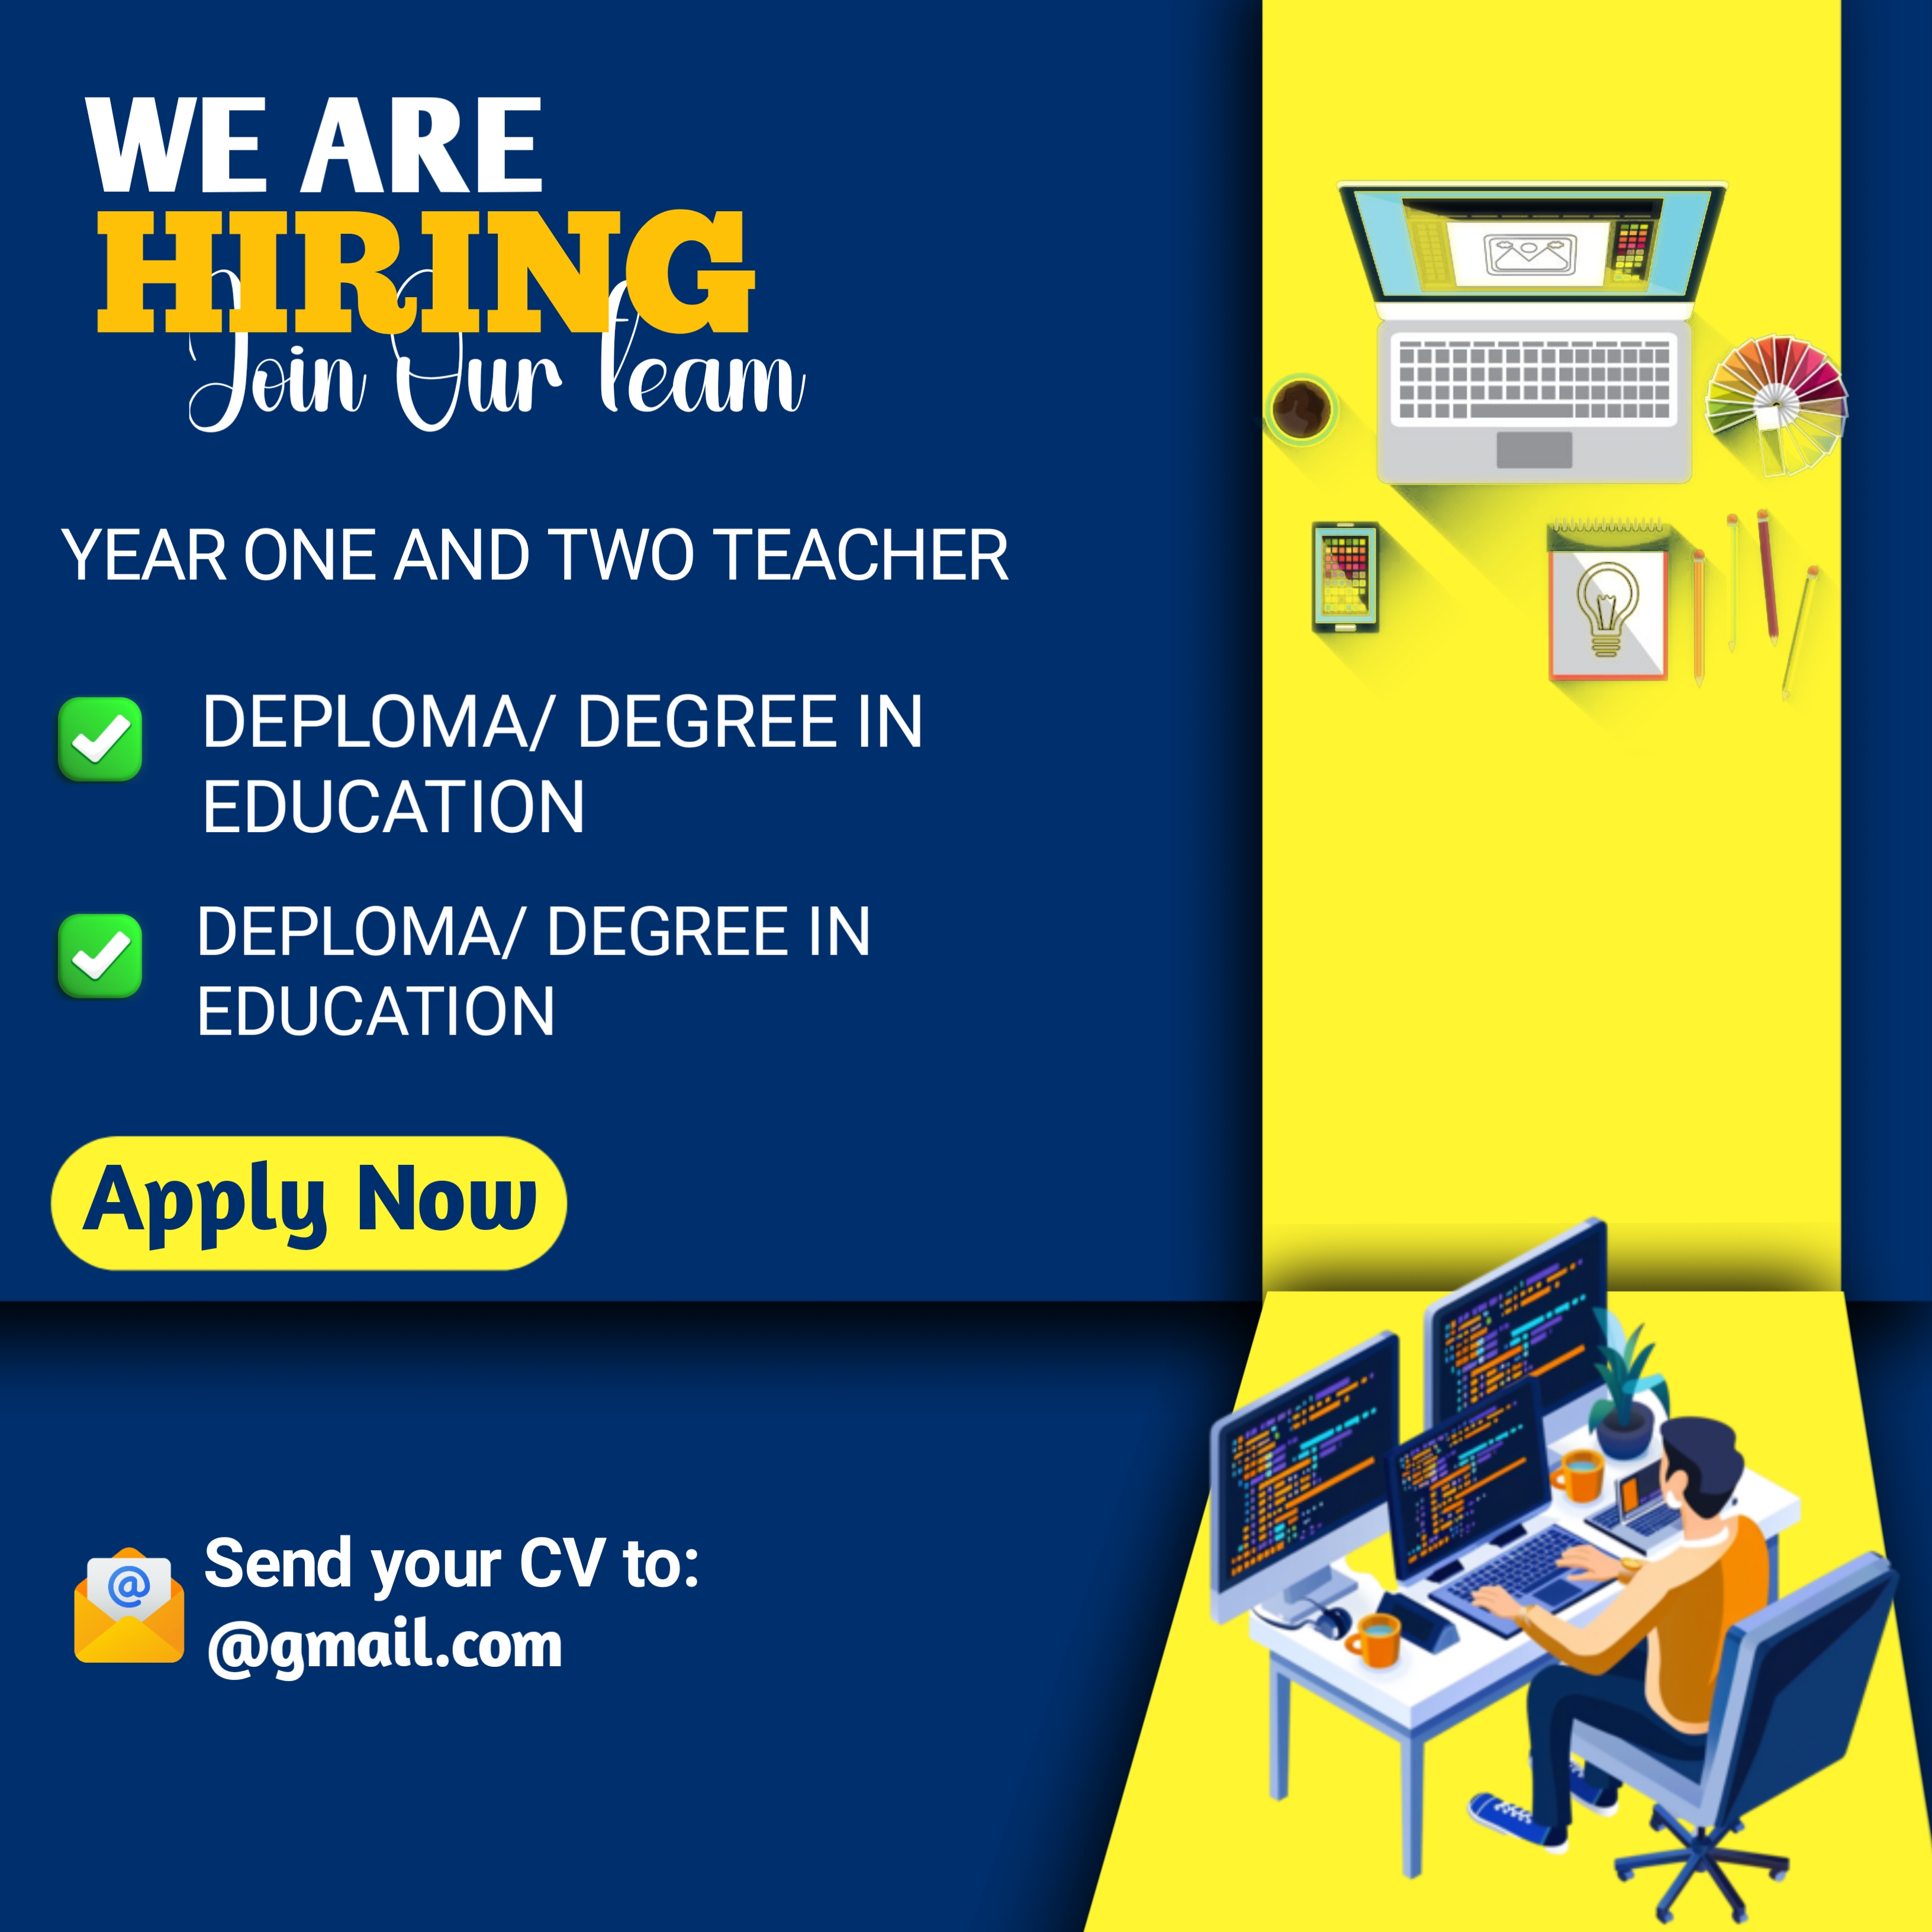 WE ARE
HIRING
Join Our team
YEAR ONE AND TWO TEACHER
DEPLOMA/ DEGREE IN
EDUCATION
DEPLOMA/ DEGREE IN
EDUCATION
Apply Now
Send your CV to:
@gmail.com